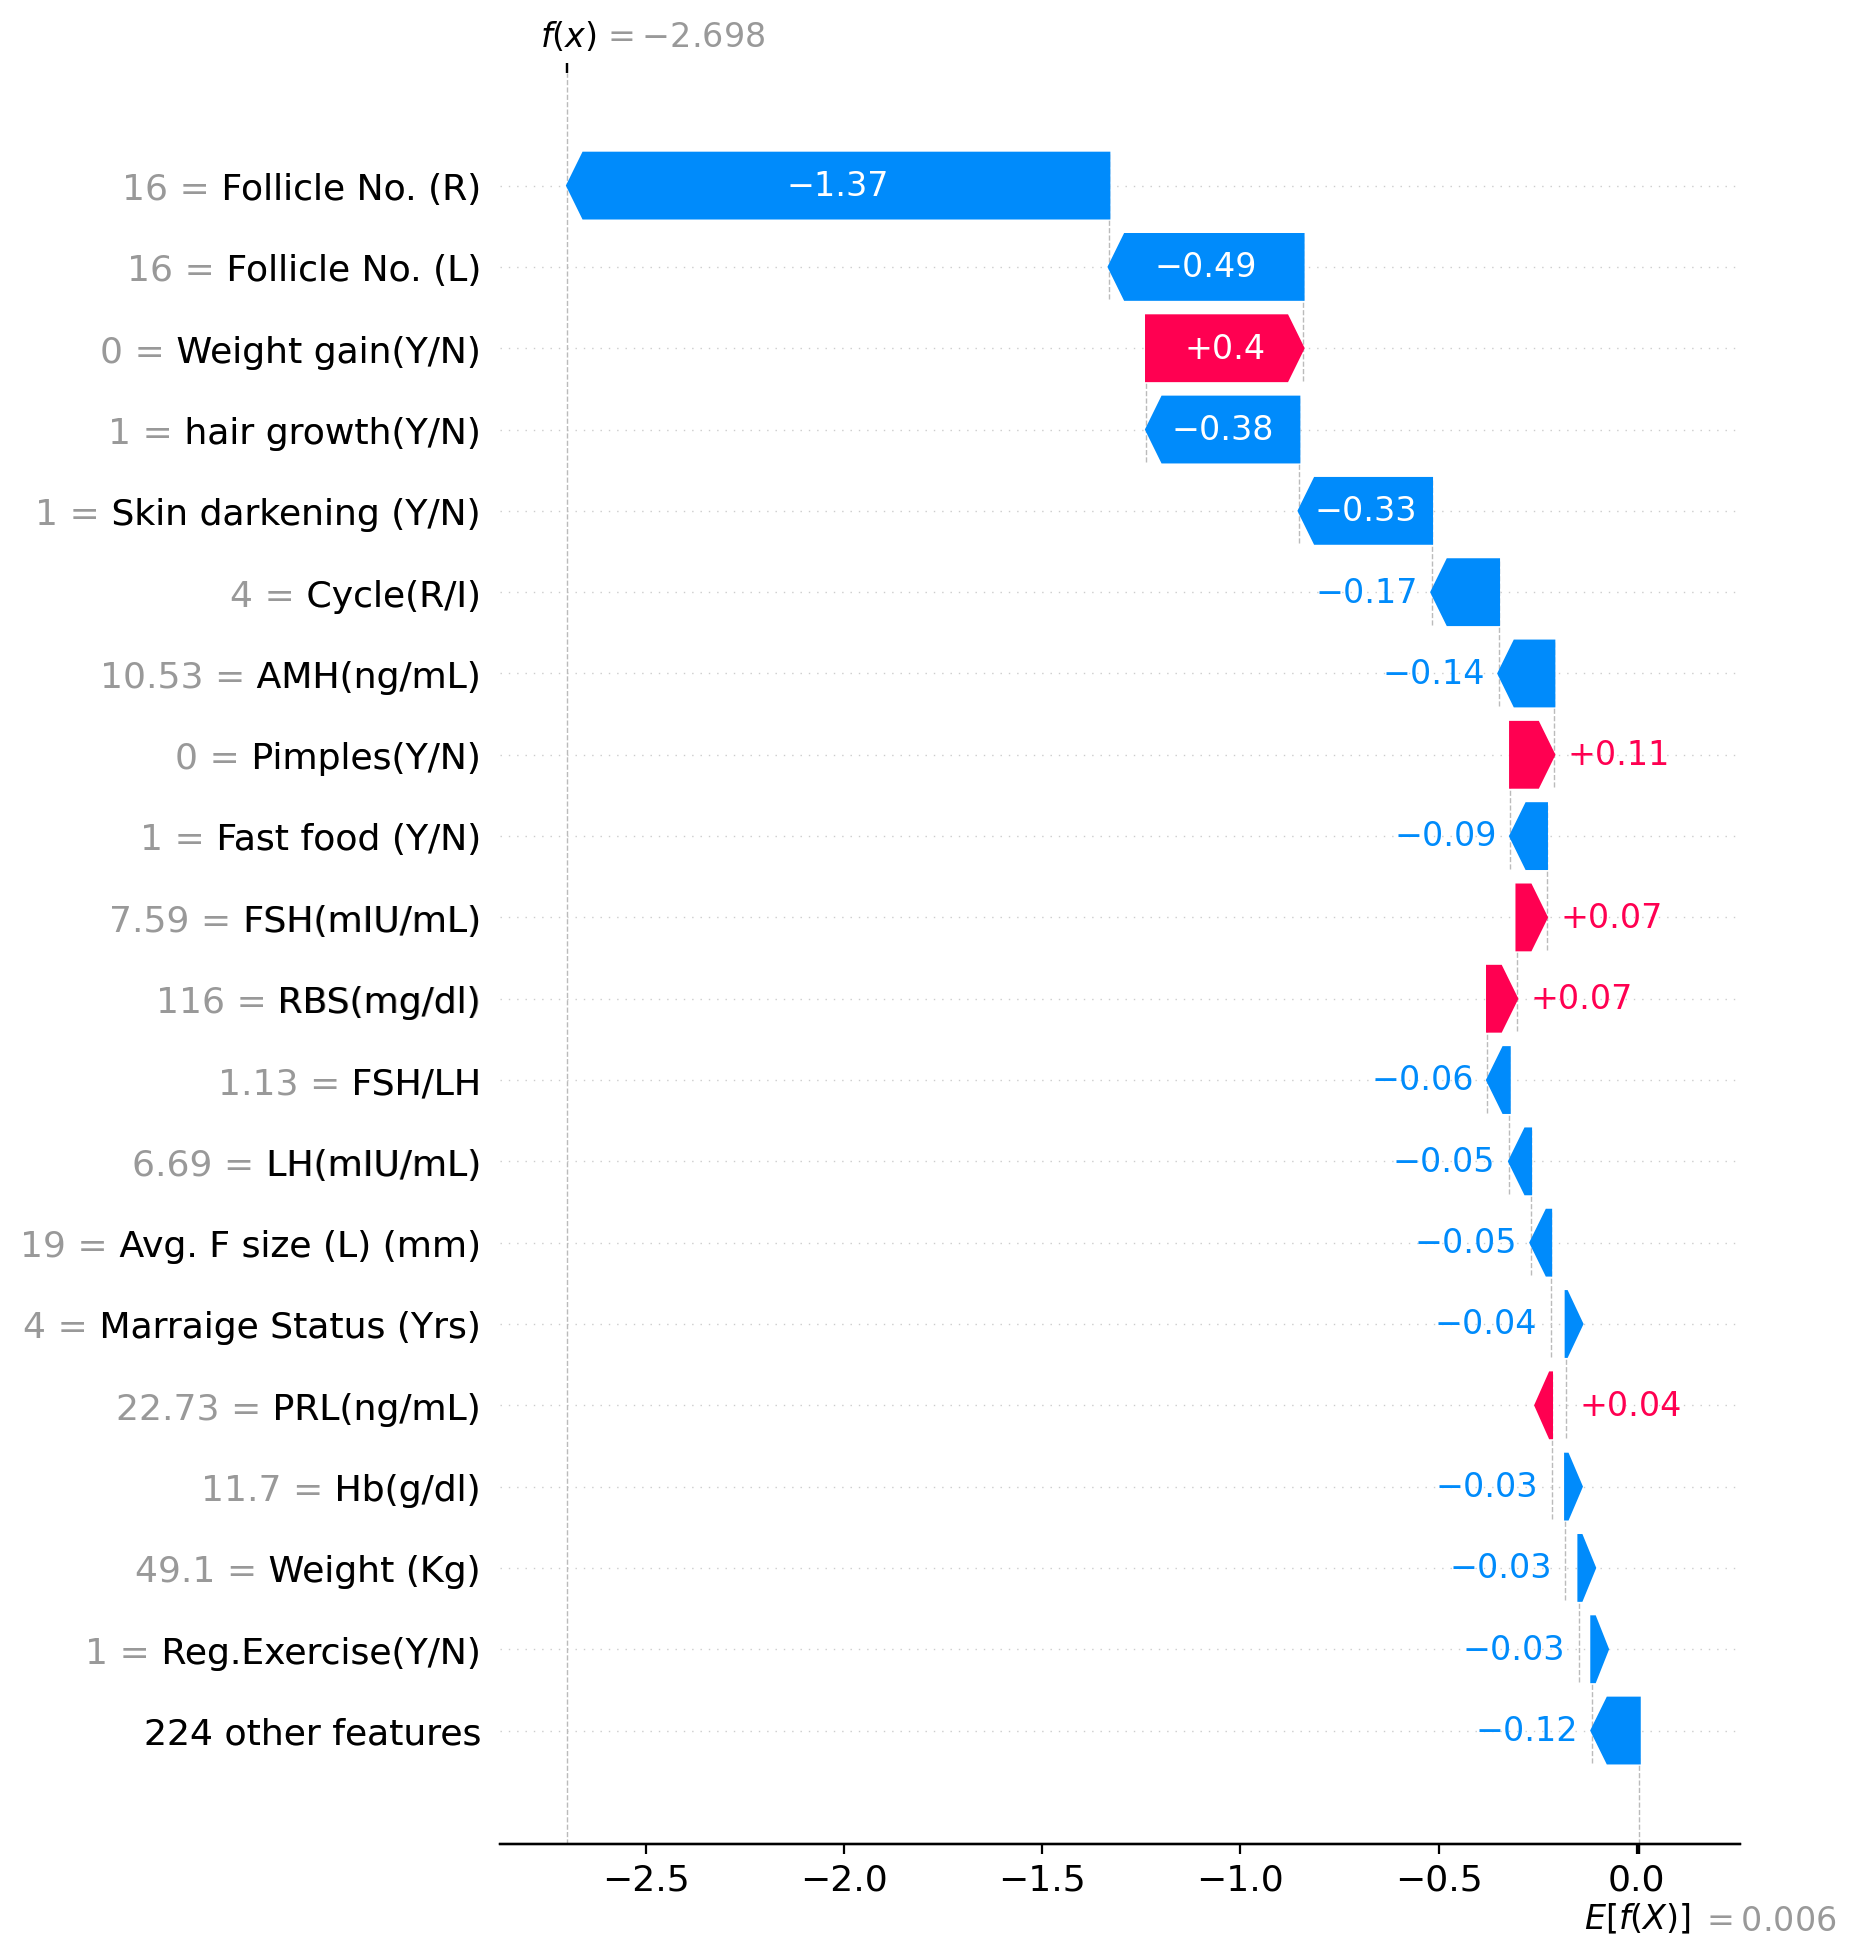 f(x) = −2.698
16 = Follicle No. (R) −1.37
16 = Follicle No. (L) −0.49
0 = Weight gain(Y/N) +0.4
1 = hair growth(Y/N) −0.38
1 = Skin darkening (Y/N) −0.33
4 = Cycle(R/I) −0.17
10.53 = AMH(ng/mL) −0.14
0 = Pimples(Y/N) +0.11
1 = Fast food (Y/N) −0.09
7.59 = FSH(mIU/mL) +0.07
116 = RBS(mg/dl) +0.07
1.13 = FSH/LH −0.06
6.69 = LH(mIU/mL) −0.05
19 = Avg. F size (L) (mm) −0.05
4 = Marraige Status (Yrs) −0.04
22.73 = PRL(ng/mL) +0.04
11.7 = Hb(g/dl) −0.03
49.1 = Weight (Kg) −0.03
1 = Reg.Exercise(Y/N) −0.03
224 other features −0.12
−2.5 −2.0 −1.5 −1.0 −0.5 0.0
E[f(X)] = 0.006